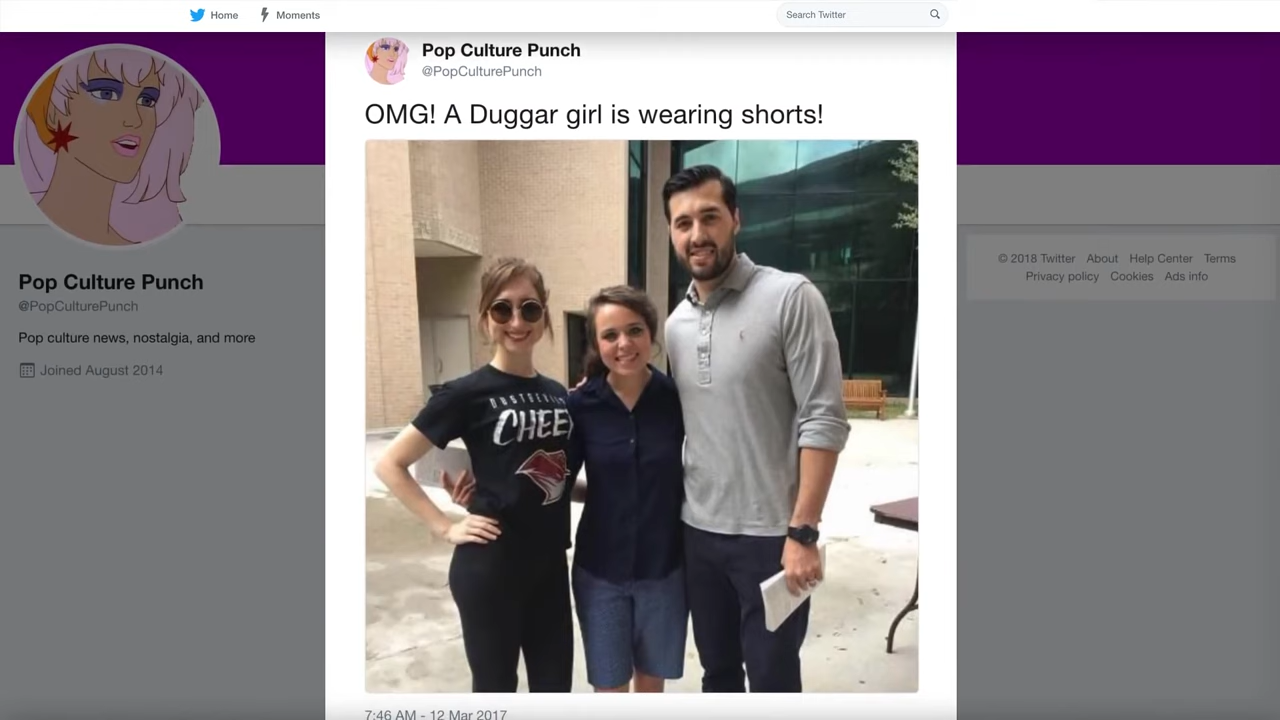 Home
Moments
Search Twitter
Pop Culture Punch
@PopCulturePunch
OMG! A Duggar girl is wearing shorts!
CHEE
7:46 AM - 12 Mar 2017
Pop Culture Punch
@PopCulturePunch
Pop culture news, nostalgia, and more
Joined August 2014
© 2018 Twitter About Help Center Terms
Privacy policy Cookies Ads info